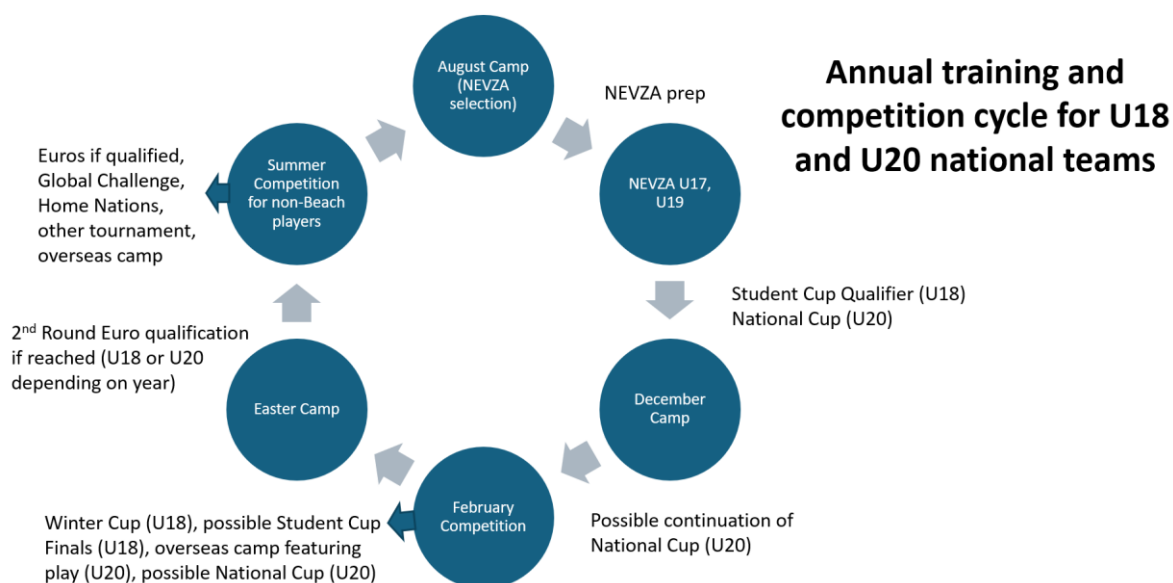 Annual training and
competition cycle for U18
and U20 national teams
August Camp
(NEVZA
selection)
NEVZA prep
NEVZA U17,
U19
Student Cup Qualifier (U18)
National Cup (U20)
December
Camp
Possible continuation of
National Cup (U20)
February
Competition
Winter Cup (U18), possible Student Cup
Finals (U18), overseas camp featuring
play (U20), possible National Cup (U20)
Easter Camp
2nd Round Euro qualification
if reached (U18 or U20
depending on year)
Summer
Competition
for non-Beach
players
Euros if qualified,
Global Challenge,
Home Nations,
other tournament,
overseas camp